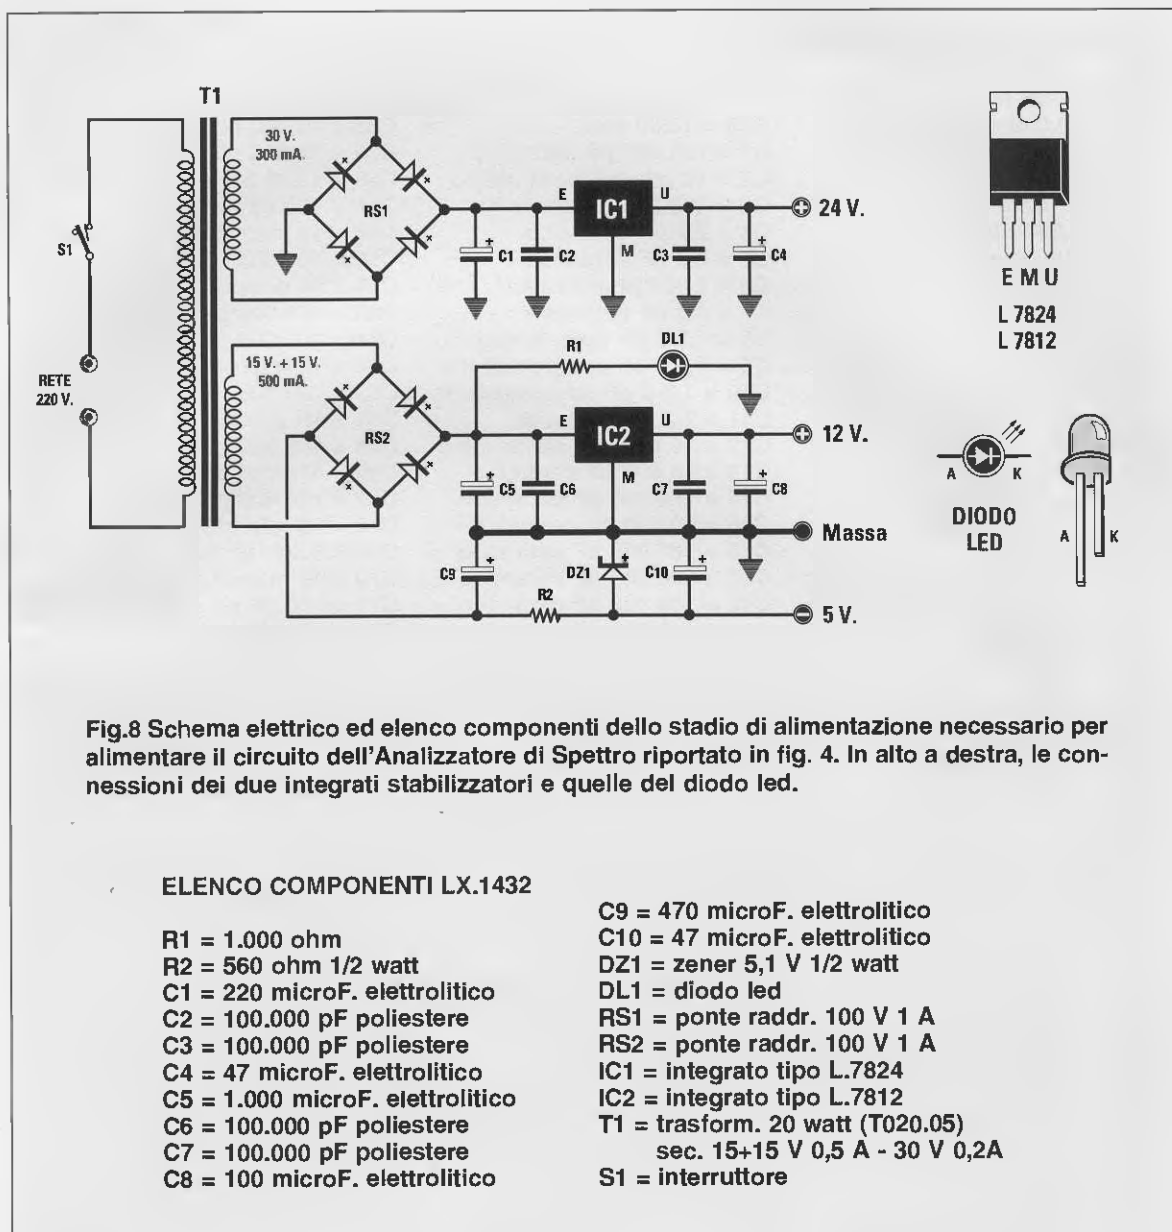 T1
30 V.
300 mA.
RS1
E
IC1
U
M
C1
C2
C3
C4
24 V.
S1
RETE
220 V.
15 V. + 15 V.
500 mA.
RS2
R1
DL1
E
IC2
U
M
C5
C6
C7
C8
12 V.
Massa
C9
DZ1
C10
R2
5 V.
E M U
L 7824
L 7812
A
K
DIODO
LED
A
K
Fig.8 Schema elettrico ed elenco componenti dello stadio di alimentazione necessario per
alimentare il circuito dell'Analizzatore di Spettro riportato in fig. 4. In alto a destra, le con-
nessioni dei due integrati stabilizzatori e quelle del diodo led.
ELENCO COMPONENTI LX.1432
R1 = 1.000 ohm
R2 = 560 ohm 1/2 watt
C1 = 220 microF. elettrolitico
C2 = 100.000 pF poliestere
C3 = 100.000 pF poliestere
C4 = 47 microF. elettrolitico
C5 = 1.000 microF. elettrolitico
C6 = 100.000 pF poliestere
C7 = 100.000 pF poliestere
C8 = 100 microF. elettrolitico
C9 = 470 microF. elettrolitico
C10 = 47 microF. elettrolitico
DZ1 = zener 5,1 V 1/2 watt
DL1 = diodo led
RS1 = ponte raddr. 100 V 1 A
RS2 = ponte raddr. 100 V 1 A
IC1 = integrato tipo L.7824
IC2 = integrato tipo L.7812
T1 = trasform. 20 watt (T020.05)
sec. 15+15 V 0,5 A - 30 V 0,2A
S1 = interruttore